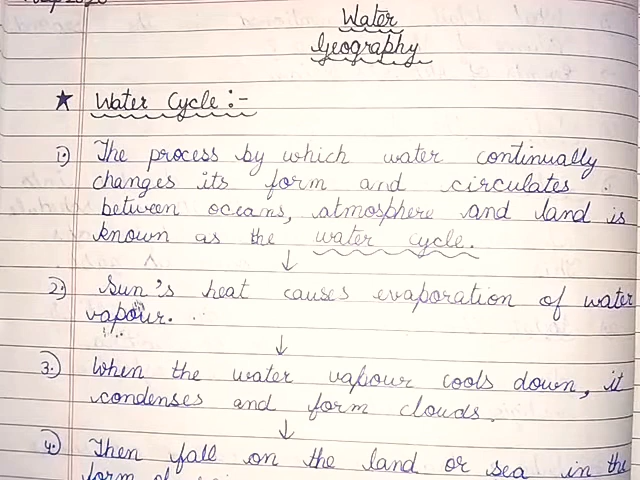 Water
Geography
★ Water Cycle :-
1) The process by which water continually
changes its form and circulates
between oceans, atmosphere and land is
known as the water cycle.
↓
2) Sun's heat causes evaporation of water
vapour.
↓
3.) When the water vapour cools down, it
condenses and form clouds.
↓
4.) Then fall on the land or sea in the
form of